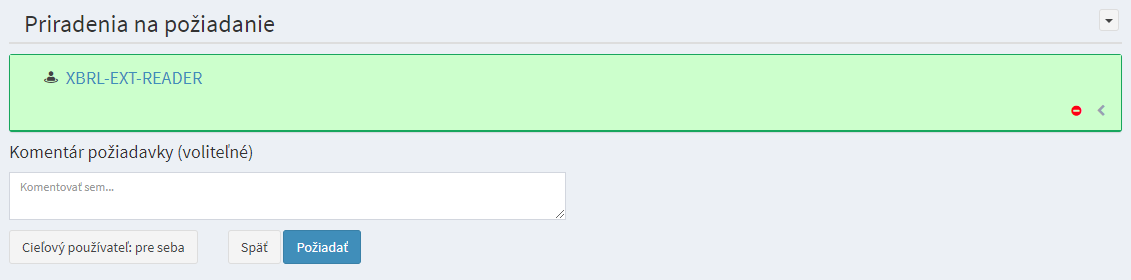 Priradenia na požiadanie
XBRL-EXT-READER
Komentár požiadavky (voliteľné)
Komentovať sem...
Cieľový používateľ: pre seba
Späť
Požiadať